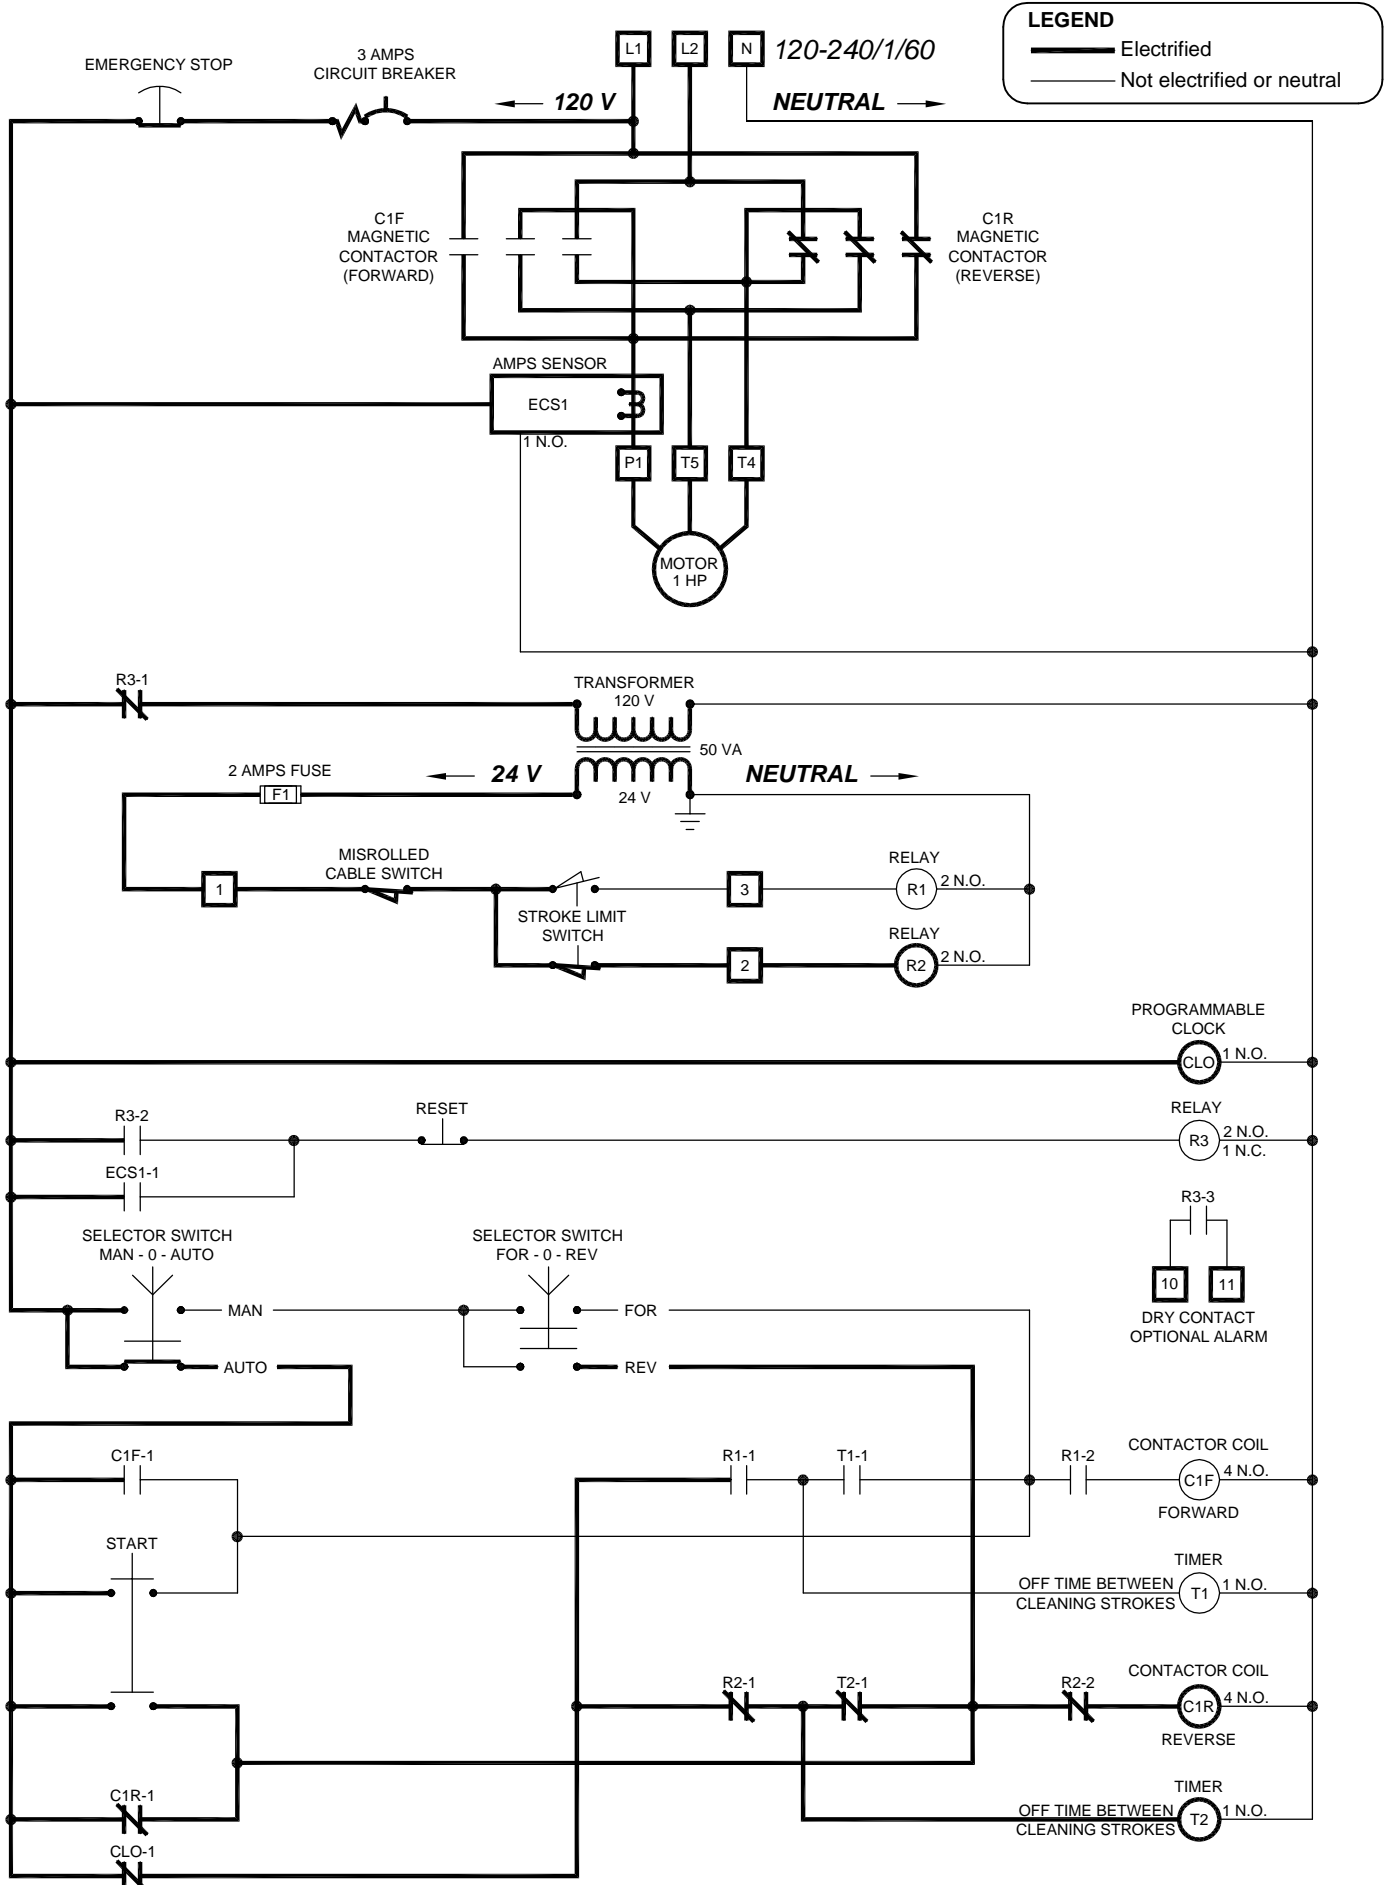 LEGEND
Electrified
Not electrified or neutral
L1
L2
N
120-240/1/60
EMERGENCY STOP
3 AMPS
CIRCUIT BREAKER
120 V
NEUTRAL
C1F
MAGNETIC
CONTACTOR
(FORWARD)
C1R
MAGNETIC
CONTACTOR
(REVERSE)
AMPS SENSOR
ECS1
1 N.O.
P1
T5
T4
MOTOR
1 HP
R3-1
TRANSFORMER
120 V
50 VA
2 AMPS FUSE
F1
24 V
NEUTRAL
24 V
MISROLLED
CABLE SWITCH
1
STROKE LIMIT
SWITCH
3
RELAY
R1
2 N.O.
2
RELAY
R2
2 N.O.
PROGRAMMABLE
CLOCK
CLO
1 N.O.
R3-2
RESET
RELAY
R3
2 N.O.
1 N.C.
ECS1-1
R3-3
10
11
DRY CONTACT
OPTIONAL ALARM
SELECTOR SWITCH
MAN - 0 - AUTO
MAN
AUTO
SELECTOR SWITCH
FOR - 0 - REV
FOR
REV
C1F-1
R1-1
T1-1
R1-2
CONTACTOR COIL
C1F
4 N.O.
FORWARD
START
TIMER
OFF TIME BETWEEN
CLEANING STROKES
T1
1 N.O.
R2-1
T2-1
R2-2
CONTACTOR COIL
C1R
4 N.O.
REVERSE
C1R-1
TIMER
OFF TIME BETWEEN
CLEANING STROKES
T2
1 N.O.
CLO-1